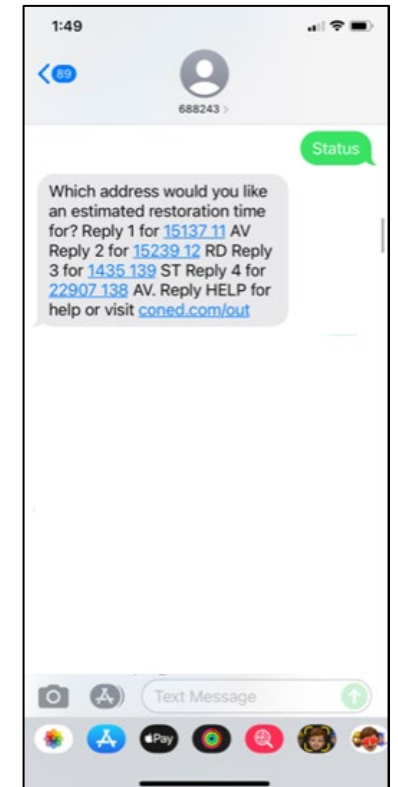 1:49
89
688243 >
Status
Which address would you like
an estimated restoration time
for? Reply 1 for 15137 11 AV
Reply 2 for 15239 12 RD Reply
3 for 1435 139 ST Reply 4 for
22907 138 AV. Reply HELP for
help or visit coned.com/out
Text Message
Pay